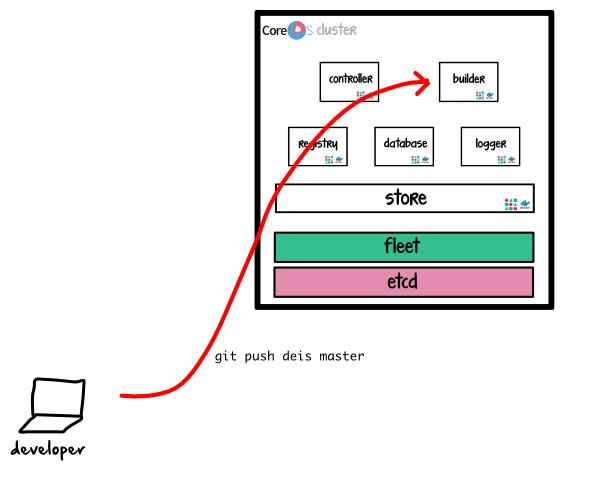 CoreOS cluster
controller
builder
registry
database
logger
store
fleet
etcd
git push deis master
developer